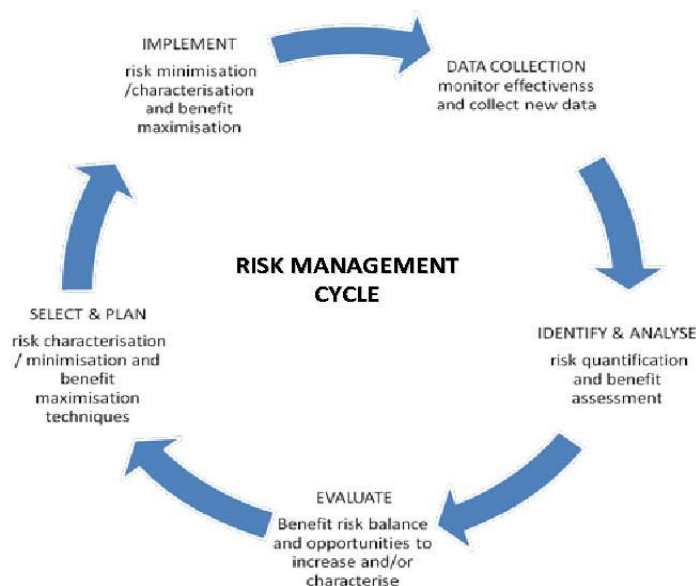 IMPLEMENT
risk minimisation
/characterisation
and benefit
maximisation
DATA COLLECTION
monitor effectivenss
and collect new data
RISK MANAGEMENT
CYCLE
SELECT & PLAN
risk characterisation
/ minimisation and
benefit
maximisation
techniques
IDENTIFY & ANALYSE
risk quantification
and benefit
assessment
EVALUATE
Benefit risk balance
and opportunities to
increase and/or
characterise